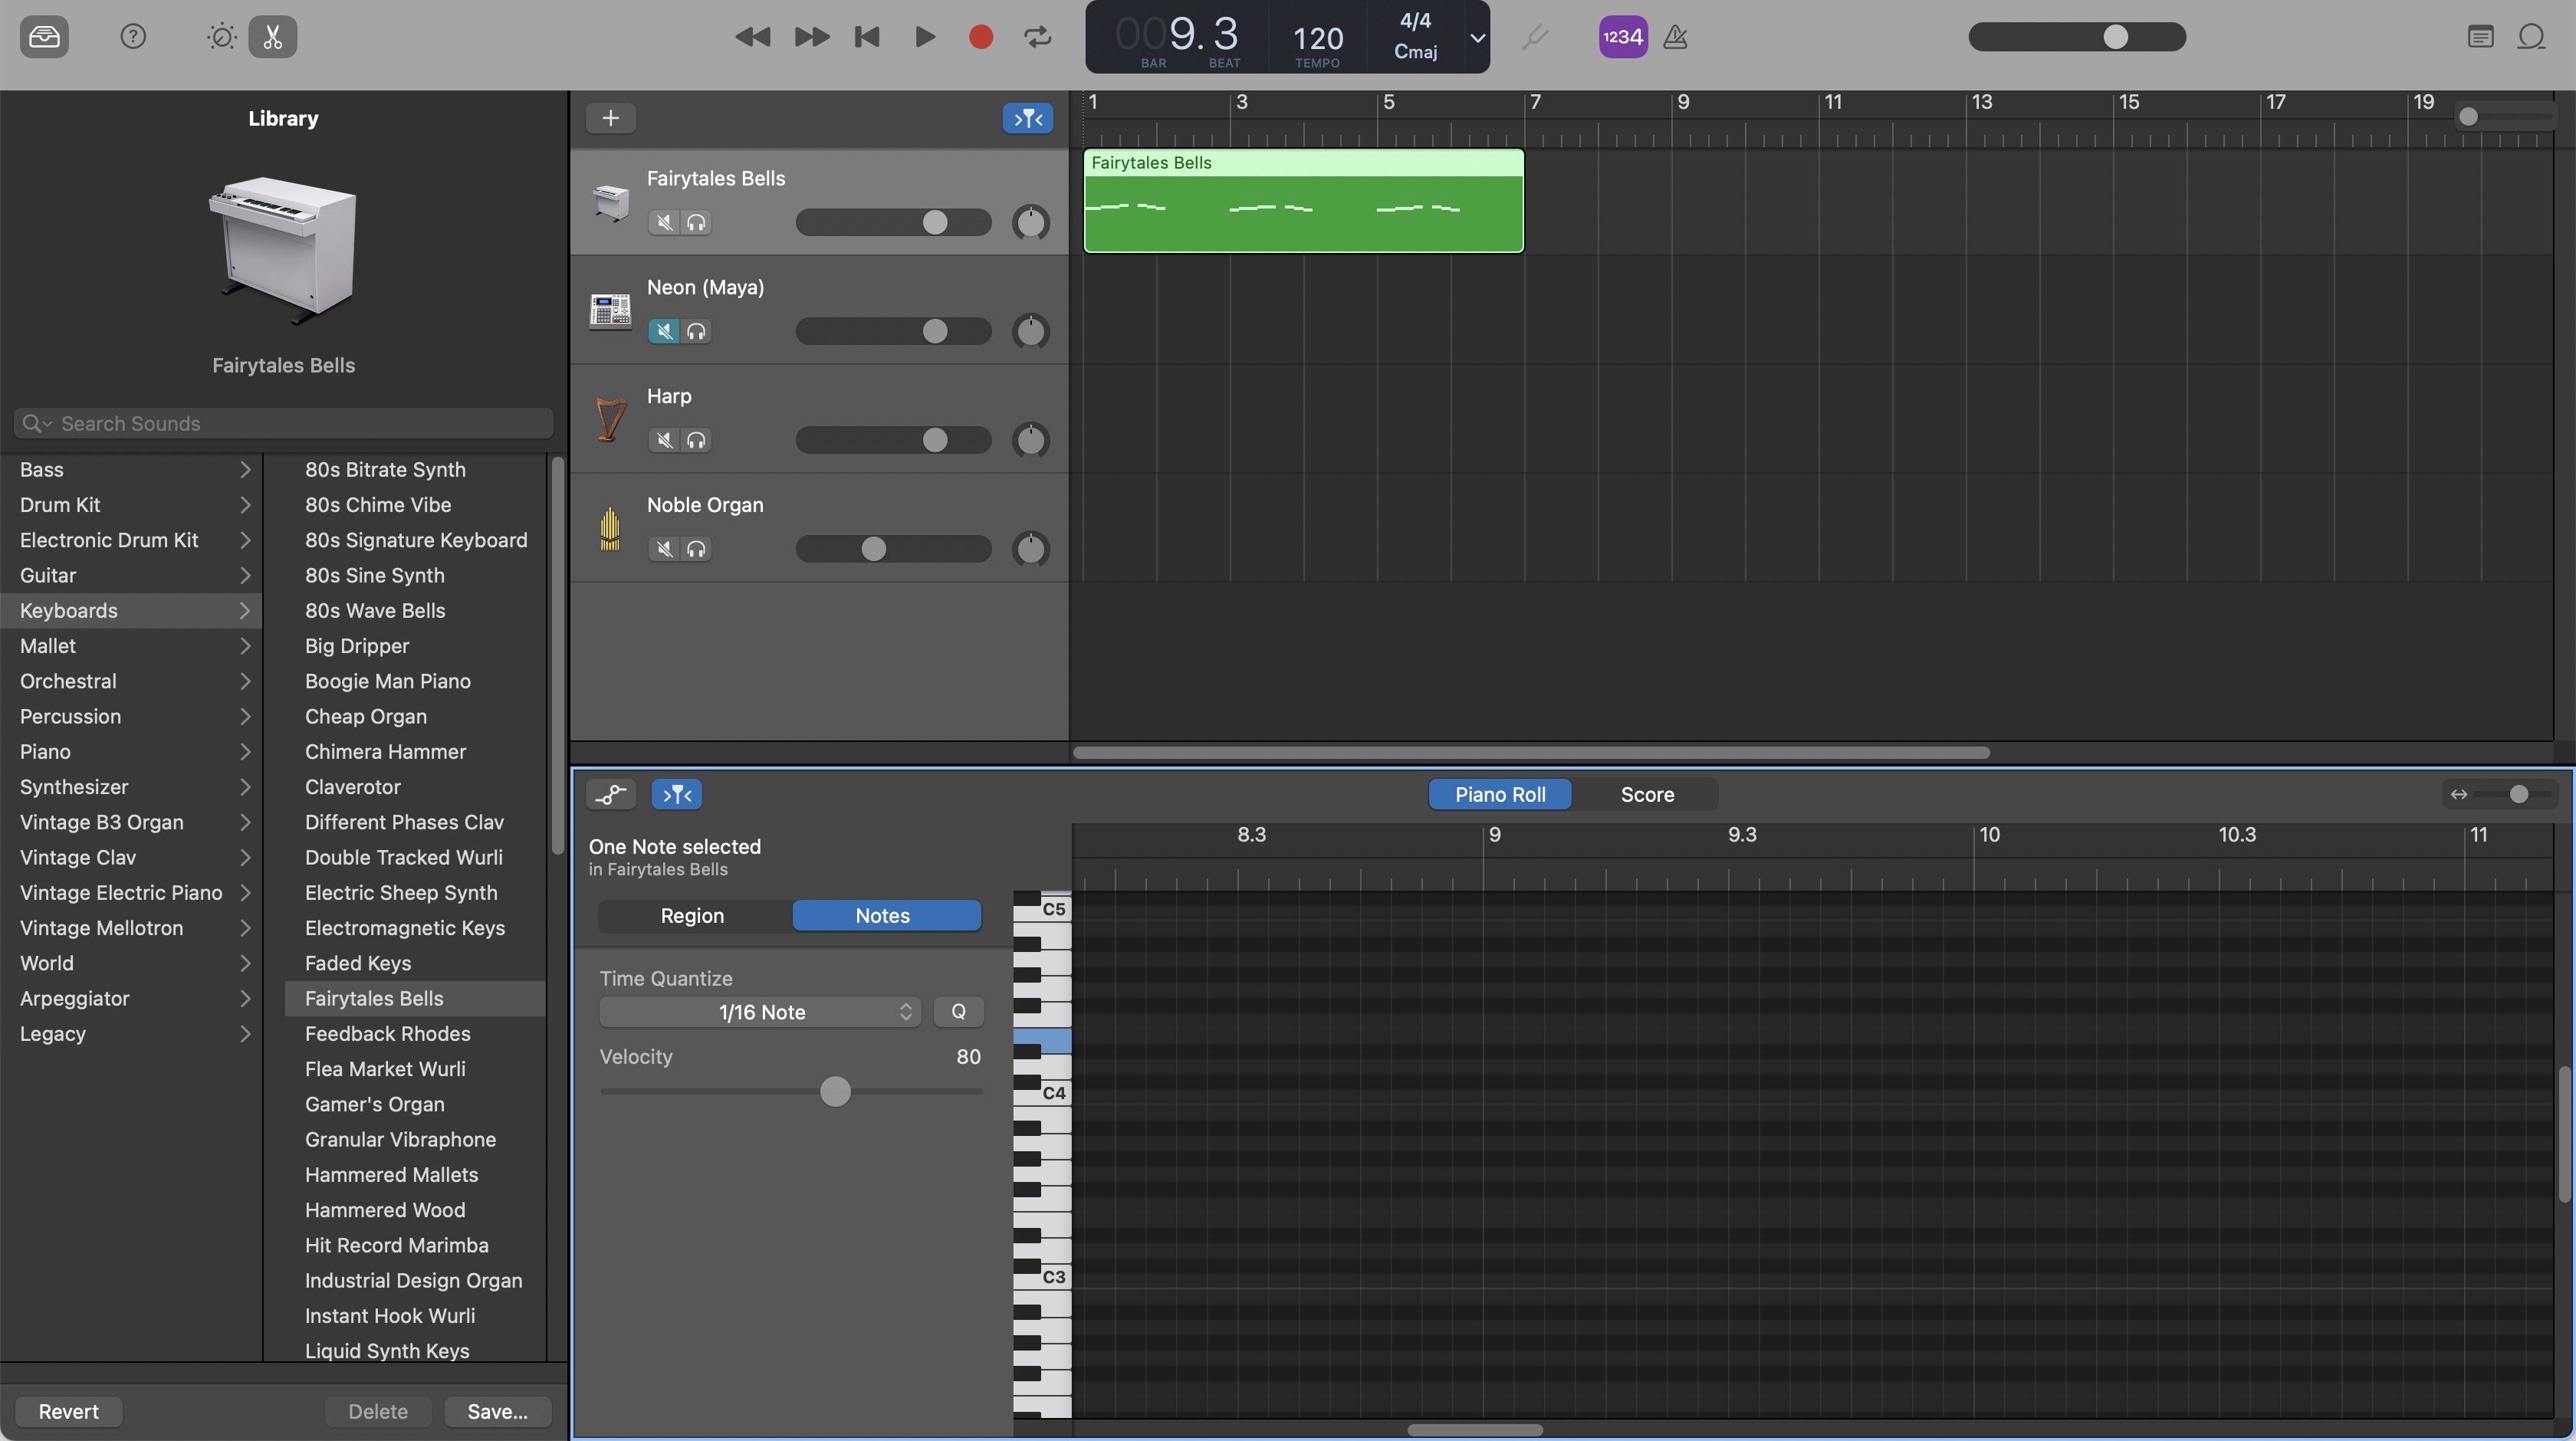 009.3
BAR
BEAT
120
TEMPO
4/4
Cmaj
1234
Library
Fairytales Bells
Search Sounds
Bass
Drum Kit
Electronic Drum Kit
Guitar
Keyboards
Mallet
Orchestral
Percussion
Piano
Synthesizer
Vintage B3 Organ
Vintage Clav
Vintage Electric Piano
Vintage Mellotron
World
Arpeggiator
Legacy
80s Bitrate Synth
80s Chime Vibe
80s Signature Keyboard
80s Sine Synth
80s Wave Bells
Big Dripper
Boogie Man Piano
Cheap Organ
Chimera Hammer
Claverotor
Different Phases Clav
Double Tracked Wurli
Electric Sheep Synth
Electromagnetic Keys
Faded Keys
Fairytales Bells
Feedback Rhodes
Flea Market Wurli
Gamer's Organ
Granular Vibraphone
Hammered Mallets
Hammered Wood
Hit Record Marimba
Industrial Design Organ
Instant Hook Wurli
Liquid Synth Keys
Revert
Delete
Save...
Fairytales Bells
Neon (Maya)
Harp
Noble Organ
1 3 5 7 9 11 13 15 17 19
Fairytales Bells
Piano Roll
Score
One Note selected
in Fairytales Bells
Region
Notes
Time Quantize
1/16 Note
Q
Velocity
80
8.3 9 9.3 10 10.3 11
C5
C4
C3